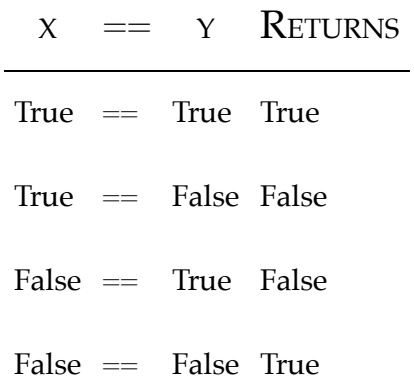 X == Y RETURNS
True == True True
True == False False
False == True False
False == False True